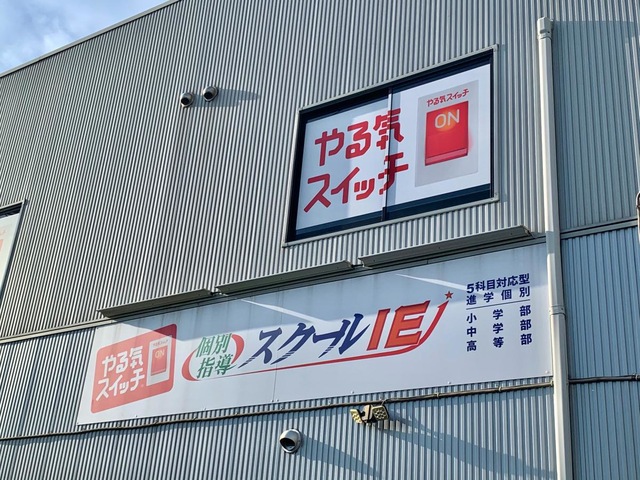 やる気
スイッチ
やる気スイッチ
ON
やる気
スイッチ
個別
指導
スクールIE
5科目対応型
進学個別
小学部
中学部
高等部